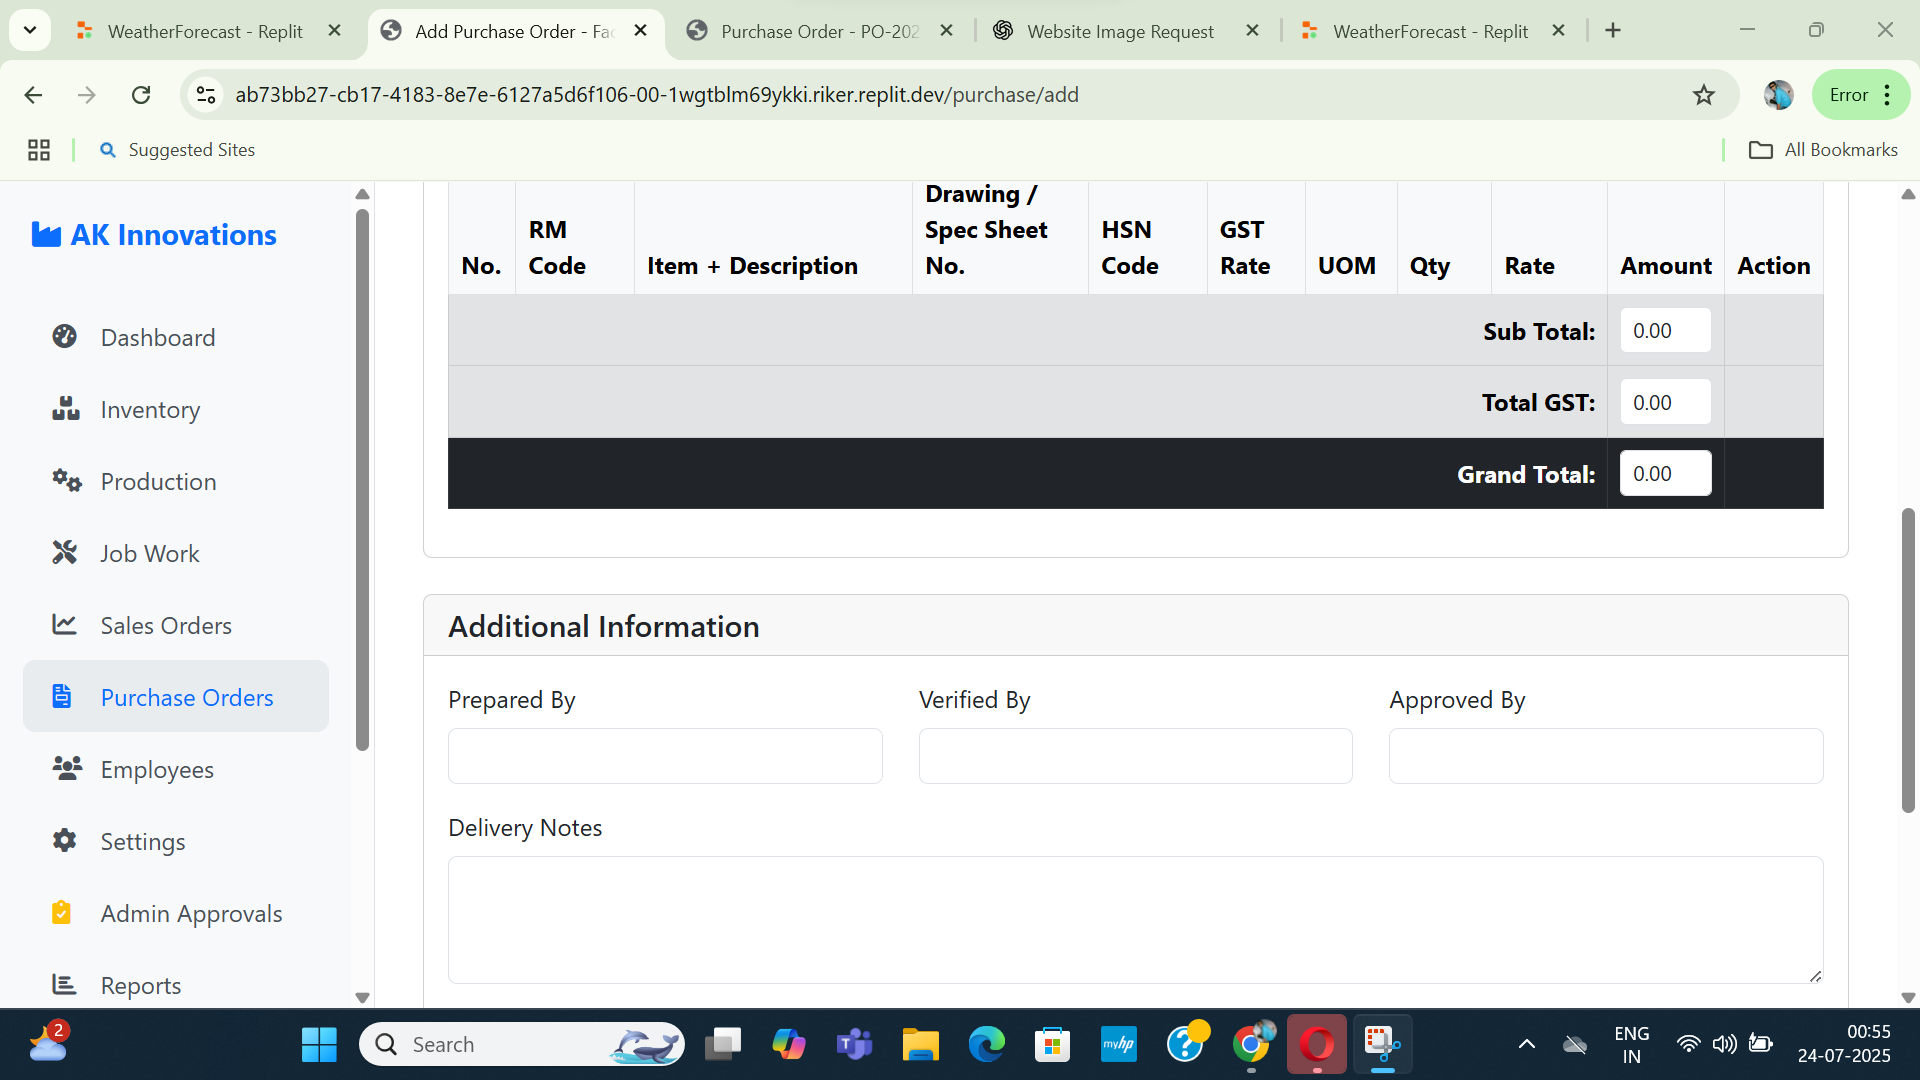 WeatherForecast - Replit
Add Purchase Order - Fac
Purchase Order - PO-202
Website Image Request
WeatherForecast - Replit
ab73bb27-cb17-4183-8e7e-6127a5d6f106-00-1wgtblm69ykki.riker.replit.dev/purchase/add
Error
Suggested Sites
All Bookmarks
AK Innovations
Dashboard
Inventory
Production
Job Work
Sales Orders
Purchase Orders
Employees
Settings
Admin Approvals
Reports
No.
RM
Code
Item + Description
Drawing /
Spec Sheet
No.
HSN
Code
GST
Rate
UOM
Qty
Rate
Amount
Action
Sub Total: 0.00
Total GST: 0.00
Grand Total: 0.00
Additional Information
Prepared By
Verified By
Approved By
Delivery Notes
2
Search
T
myhp
?
ENG
IN
00:55
24-07-2025